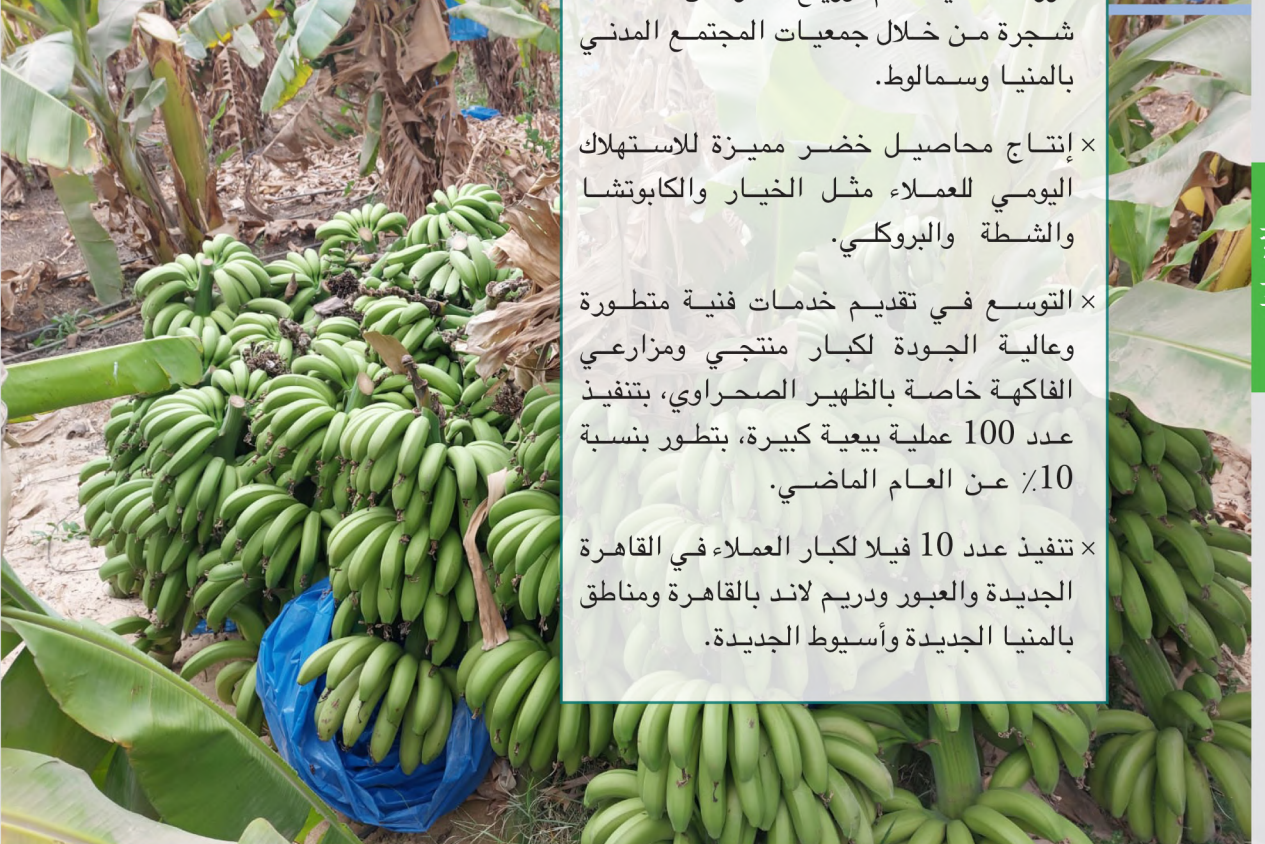 شجرة من خلال جمعيات المجتمع المدني
بالمنيا وسمالوط.
× إنتاج محاصيل خضر مميزة للاستهلاك
اليومي للعملاء مثل الخيار والكابوتشا
والشطة والبروكلي.
× التوسع في تقديم خدمات فنية متطورة
وعالية الجودة لكبار منتجي ومزارعي
الفاكهة خاصة بالظهير الصحراوي، بتنفيذ
عدد 100 عملية بيعية كبيرة، بتطور بنسبة
10٪ عن العام الماضي.
× تنفيذ عدد 10 فيلا لكبار العملاء في القاهرة
الجديدة والعبور ودريم لاند بالقاهرة ومناطق
بالمنيا الجديدة وأسيوط الجديدة.